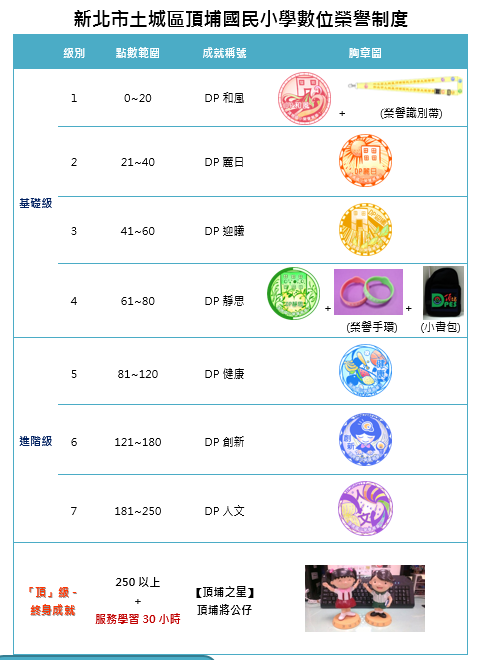 新北市土城區頂埔國民小學數位榮譽制度
級別 點數範圍 成就稱號 胸章圖
基礎級
1 0~20 DP 和風 + (榮譽識別帶)
2 21~40 DP 麗日
3 41~60 DP 迎曦
4 61~80 DP 靜思 + (榮譽手環) + (小書包)
進階級
5 81~120 DP 健康
6 121~180 DP 創新
7 181~250 DP 人文
「頂」級-
終身成就
250 以上
+
服務學習 30 小時
【頂埔之星】
頂埔將公仔